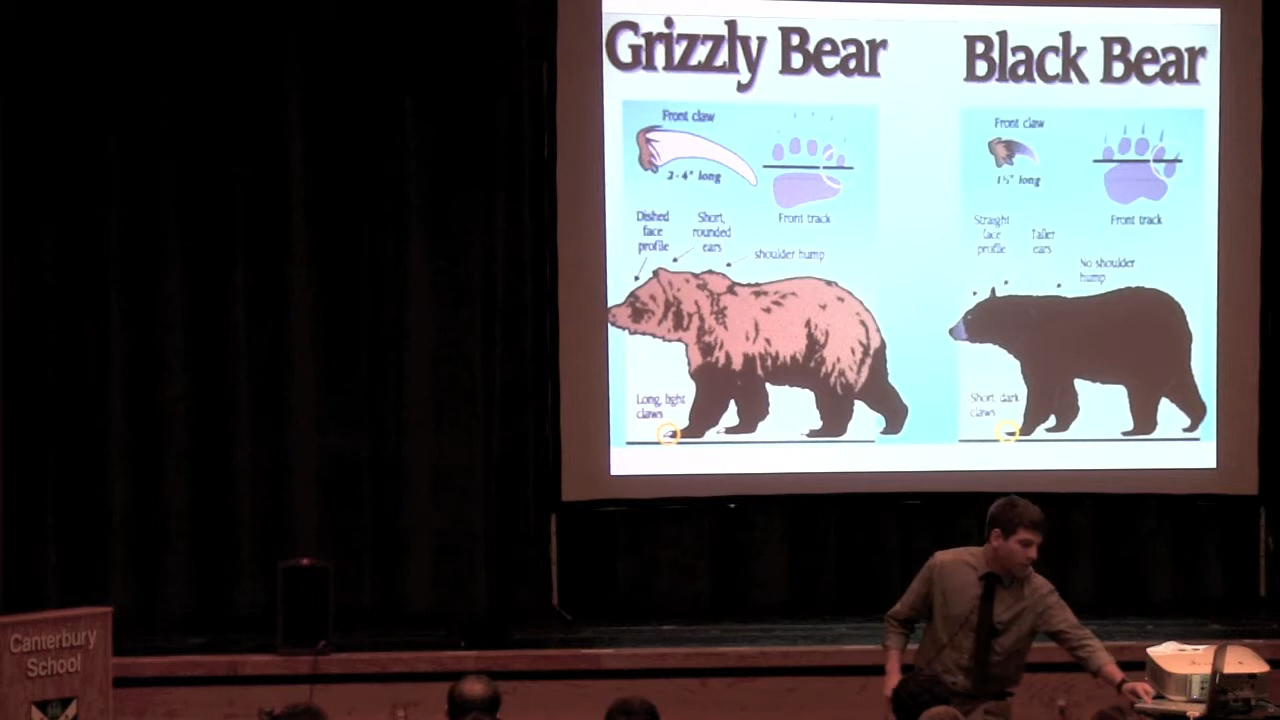 Grizzly Bear
Front claw
2-4" long
Front track
Dished
face
profile
Short,
rounded
ears
shoulder hump
Long, light
claws
Black Bear
Front claw
1½" long
Front track
Straight
face
profile
Taller
ears
No shoulder
hump
Short, dark
claws
Canterbury
School